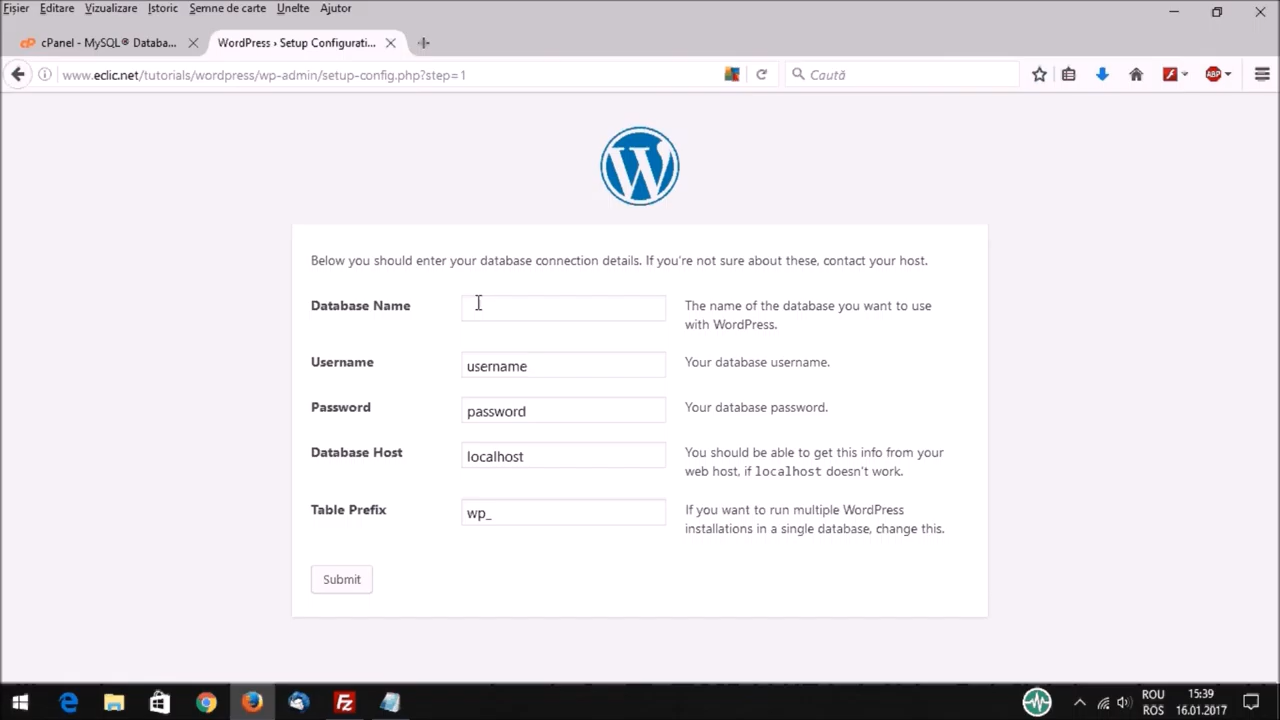 Fișier Editare Vizualizare Istoric Semne de carte Unelte Ajutor
cP cPanel - MySQL® Databa... WordPress › Setup Configurati...
www.eclic.net/tutorials/wordpress/wp-admin/setup-config.php?step=1 Caută ABP
W
Below you should enter your database connection details. If you're not sure about these, contact your host.
Database Name The name of the database you want to use
with WordPress.
Username username Your database username.
Password password Your database password.
Database Host localhost You should be able to get this info from your
web host, if localhost doesn't work.
Table Prefix wp_ If you want to run multiple WordPress
installations in a single database, change this.
Submit
ROU 15:39
ROS 16.01.2017